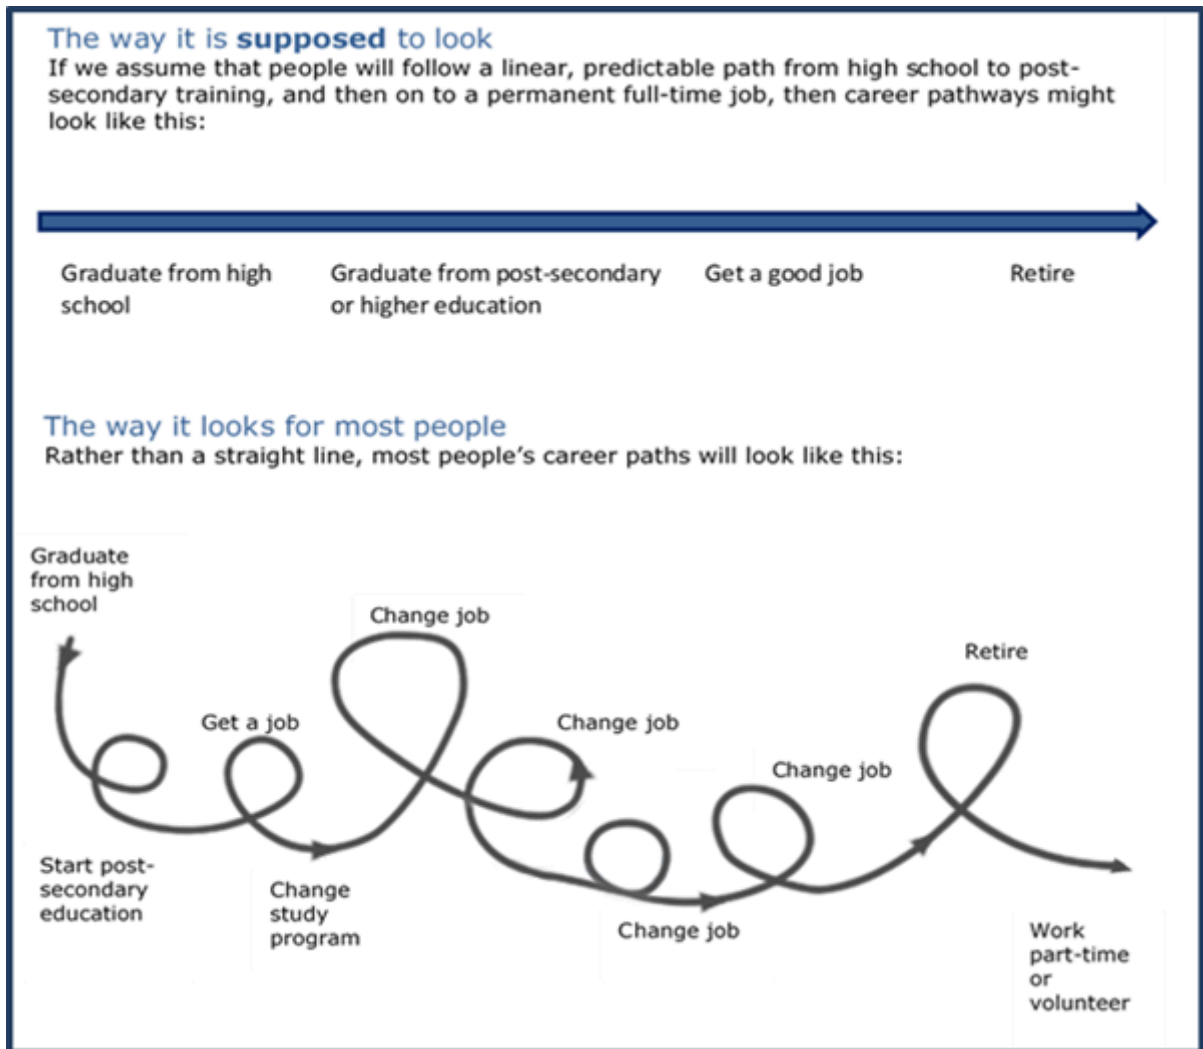 The way it is supposed to look
If we assume that people will follow a linear, predictable path from high school to post-
secondary training, and then on to a permanent full-time job, then career pathways might
look like this:
Graduate from high
school
Graduate from post-secondary
or higher education
Get a good job
Retire
The way it looks for most people
Rather than a straight line, most people's career paths will look like this:
Graduate
from high
school
Start post-
secondary
education
Get a job
Change
study
program
Change job
Change job
Change job
Change job
Retire
Work
part-time
or
volunteer